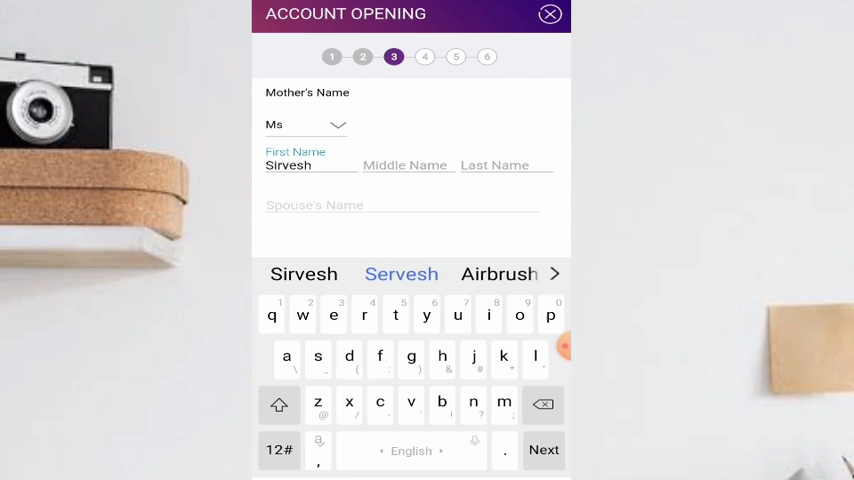 ACCOUNT OPENING
1 2 3 4 5 6
Mother's Name
Ms
First Name
Sirvesh Middle Name Last Name
Spouse's Name
Sirvesh Servesh Airbrush
1 2 3 4 5 6 7 8 9 0
q w e r t y u i o p
a s d f g h j k l
\ _ ( : ) & # * "
z x c v b n m
@ / - ' ! ? ;
12# a , English . Next